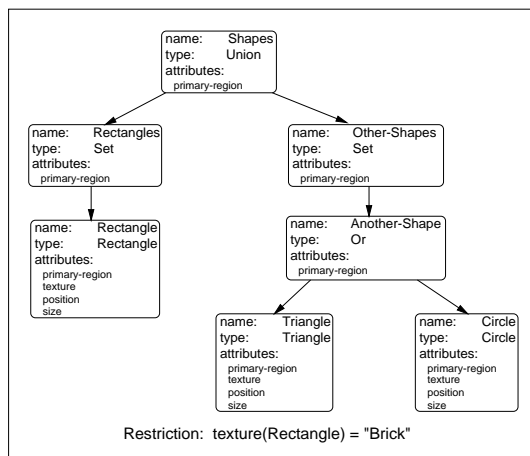 name: Shapes
type: Union
attributes:
primary-region
name: Rectangles
type: Set
attributes:
primary-region
name: Other-Shapes
type: Set
attributes:
primary-region
name: Rectangle
type: Rectangle
attributes:
primary-region
texture
position
size
name: Another-Shape
type: Or
attributes:
primary-region
name: Triangle
type: Triangle
attributes:
primary-region
texture
position
size
name: Circle
type: Circle
attributes:
primary-region
texture
position
size
Restriction: texture(Rectangle) = "Brick"